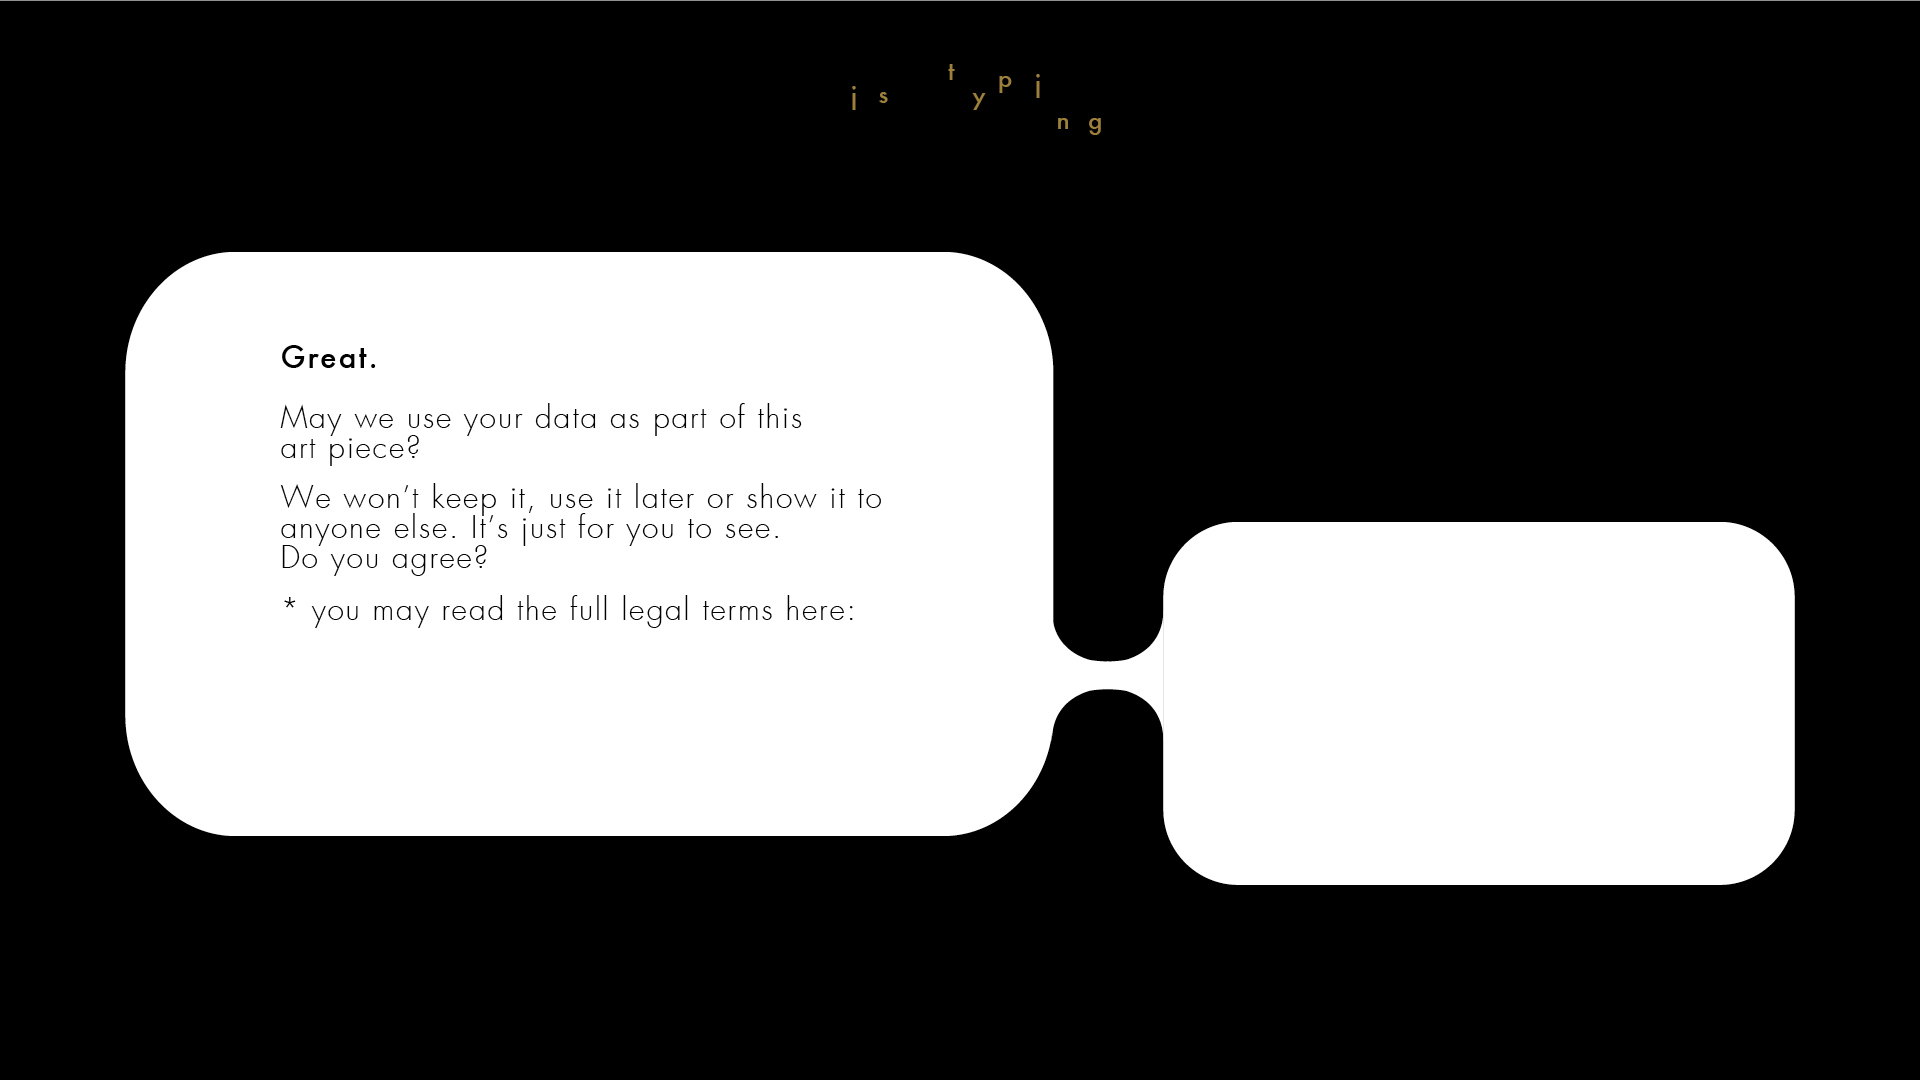 is typing
Great.
May we use your data as part of this
art piece?
We won’t keep it, use it later or show it to
anyone else. It’s just for you to see.
Do you agree?
* you may read the full legal terms here: